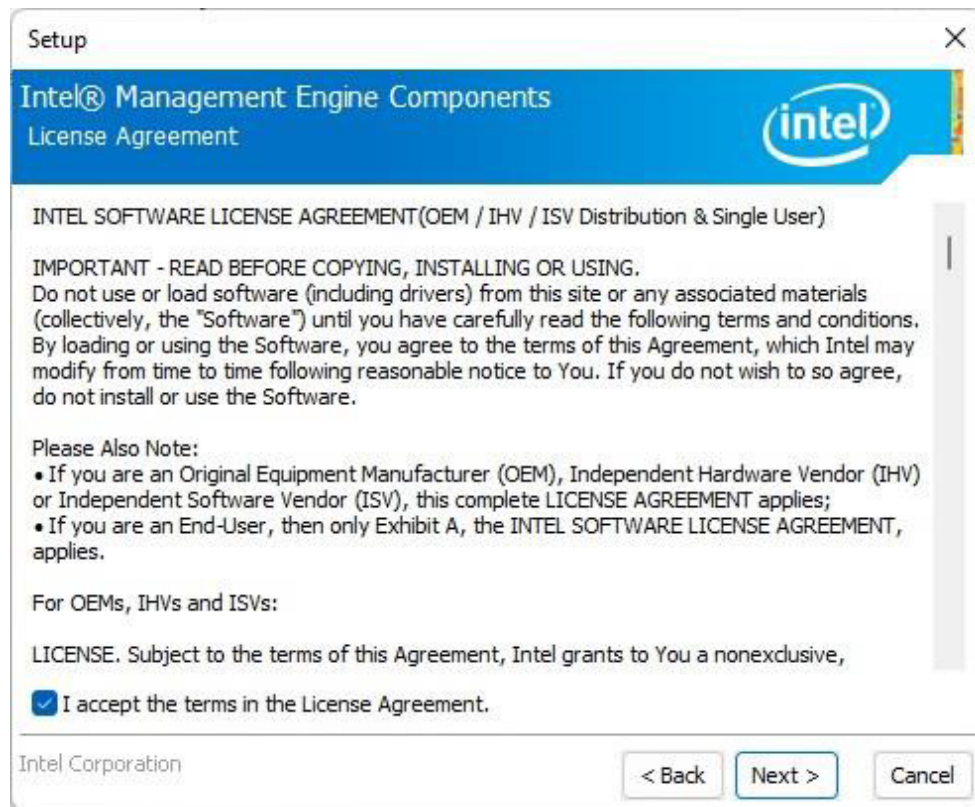 Setup
Intel® Management Engine Components
License Agreement
intel
INTEL SOFTWARE LICENSE AGREEMENT(OEM / IHV / ISV Distribution & Single User)
IMPORTANT - READ BEFORE COPYING, INSTALLING OR USING.
Do not use or load software (including drivers) from this site or any associated materials
(collectively, the "Software") until you have carefully read the following terms and conditions.
By loading or using the Software, you agree to the terms of this Agreement, which Intel may
modify from time to time following reasonable notice to You. If you do not wish to so agree,
do not install or use the Software.
Please Also Note:
• If you are an Original Equipment Manufacturer (OEM), Independent Hardware Vendor (IHV)
or Independent Software Vendor (ISV), this complete LICENSE AGREEMENT applies;
• If you are an End-User, then only Exhibit A, the INTEL SOFTWARE LICENSE AGREEMENT,
applies.
For OEMs, IHVs and ISVs:
LICENSE. Subject to the terms of this Agreement, Intel grants to You a nonexclusive,
I accept the terms in the License Agreement.
Intel Corporation
< Back
Next >
Cancel